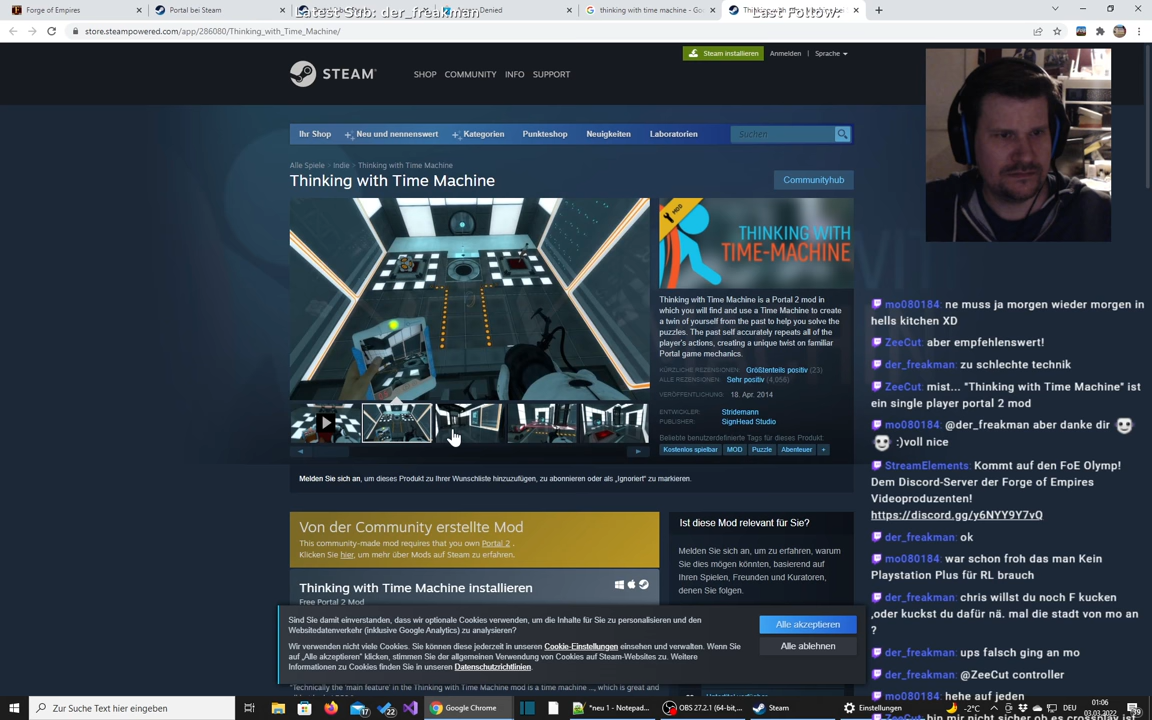 Forge of Empires
Portal bei Steam
Denied
thinking with time machine - Go
Latest Sub: der_freakman
Last Follow:
store.steampowered.com/app/286080/Thinking_with_Time_Machine/
Steam installieren
Anmelden
Sprache
STEAM
SHOP
COMMUNITY
INFO
SUPPORT
Ihr Shop
Neu und nennenswert
Kategorien
Punkteshop
Neuigkeiten
Laboratorien
Suchen
Alle Spiele > Indie > Thinking with Time Machine
Thinking with Time Machine
Communityhub
MOD
THINKING WITH
TIME-MACHINE
Thinking with Time Machine is a Portal 2 mod in
which you will find and use a Time Machine to create
a twin of yourself from the past to help you solve the
puzzles. The past self accurately repeats all of the
player's actions, creating a unique twist on familiar
Portal game mechanics.
KÜRZLICHE REZENSIONEN: Größtenteils positiv (23)
ALLE REZENSIONEN: Sehr positiv (4,058)
VERÖFFENTLICHUNG: 18. Apr. 2014
ENTWICKLER: Stridemann
PUBLISHER: SignHead Studio
Beliebte benutzerdefinierte Tags für dieses Produkt:
Kostenlos spielbar
MOD
Puzzle
Abenteuer
+
Melden Sie sich an, um dieses Produkt zu Ihrer Wunschliste hinzuzufügen, zu abonnieren oder als „Ignoriert" zu markieren.
Von der Community erstellte Mod
This community-made mod requires that you own Portal 2 .
Klicken Sie hier, um mehr über Mods auf Steam zu erfahren.
Thinking with Time Machine installieren
Free Portal 2 Mod
Ist diese Mod relevant für Sie?
Melden Sie sich an, um zu erfahren, warum
Sie dies mögen könnten, basierend auf
Ihren Spielen, Freunden und Kuratoren,
denen Sie folgen.
Sind Sie damit einverstanden, dass wir optionale Cookies verwenden, um die Inhalte für Sie zu personalisieren und den
Websitedatenverkehr (inklusive Google Analytics) zu analysieren?
Wir verwenden nicht viele Cookies. Sie können diese jederzeit in unseren Cookie-Einstellungen einsehen und verwalten. Wenn Sie
auf „Alle akzeptieren" klicken, stimmen Sie der allgemeinen Verwendung von Cookies auf Steam-Websites zu. Weitere
Informationen zu Cookies finden Sie in unseren Datenschutzrichtlinien.
Alle akzeptieren
Alle ablehnen
"Technically the 'main feature' in the Thinking with Time Machine mod is a time machine ..., which is great and
mo080184: ne muss ja morgen wieder morgen in
hells kitchen XD
ZeeCut: aber empfehlenswert!
der_freakman: zu schlechte technik
ZeeCut: mist... "Thinking with Time Machine" ist
ein single player portal 2 mod
mo080184: @der_freakman aber danke dir
:)voll nice
StreamElements: Kommt auf den FoE Olymp!
Dem Discord-Server der Forge of Empires
Videoproduzenten!
https://discord.gg/y6NYY9Y7vQ
der_freakman: ok
mo080184: war schon froh das man Kein
Playstation Plus für RL brauch
der_freakman: chris willst du noch F kucken
,oder kuckst du dafür nä. mal die stadt von mo an
?
der_freakman: ups falsch ging an mo
der_freakman: @ZeeCut controller
mo080184: hehe auf jeden
Zur Suche Text hier eingeben
17
22
Google Chrome
*neu 1 - Notepad...
OBS 27.2.1 (64-bit,...
Steam
Einstellungen
-2°C
DEU
01:06
03.03.2022
39